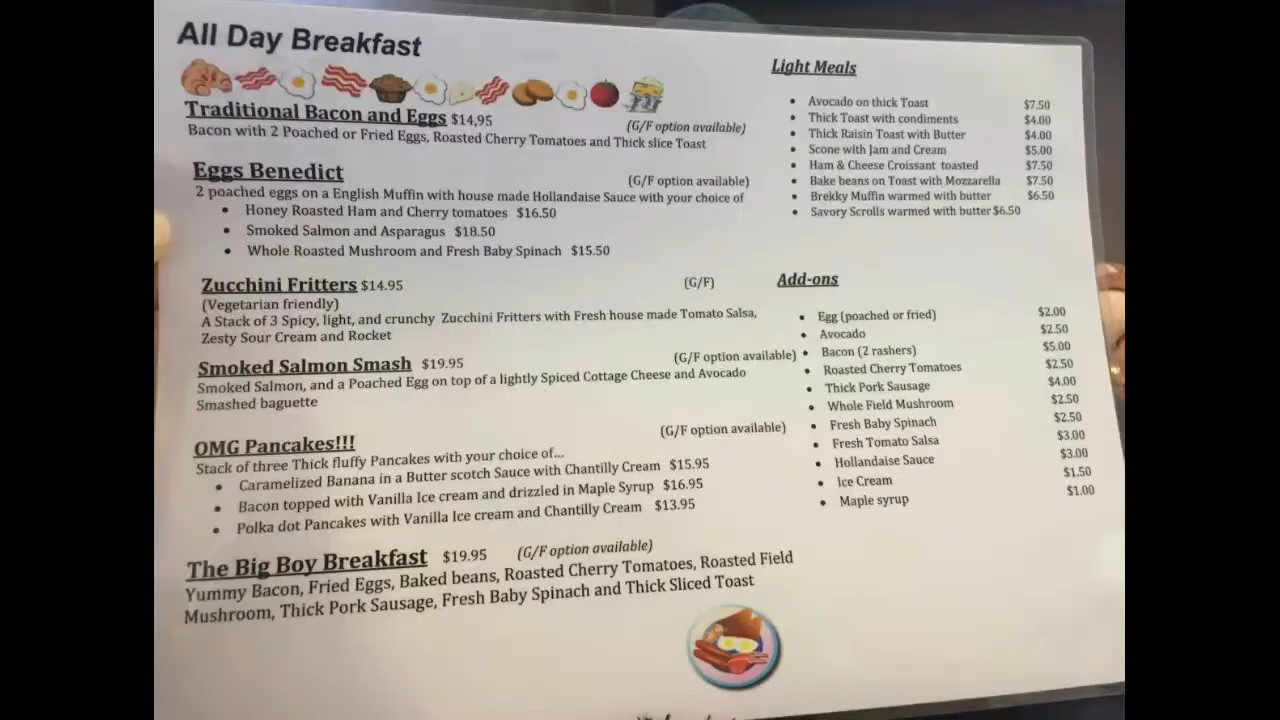 All Day Breakfast
Traditional Bacon and Eggs $14,95
(G/F option available)
Bacon with 2 Poached or Fried Eggs, Roasted Cherry Tomatoes and Thick slice Toast
Eggs Benedict
(G/F option available)
2 poached eggs on a English Muffin with house made Hollandaise Sauce with your choice of
• Honey Roasted Ham and Cherry tomatoes $16.50
• Smoked Salmon and Asparagus $18.50
• Whole Roasted Mushroom and Fresh Baby Spinach $15.50
Zucchini Fritters $14.95
(G/F)
(Vegetarian friendly)
A Stack of 3 Spicy, light, and crunchy Zucchini Fritters with Fresh house made Tomato Salsa,
Zesty Sour Cream and Rocket
Smoked Salmon Smash $19.95
(G/F option available)
Smoked Salmon, and a Poached Egg on top of a lightly Spiced Cottage Cheese and Avocado
Smashed baguette
OMG Pancakes!!!
(G/F option available)
Stack of three Thick fluffy Pancakes with your choice of...
• Caramelized Banana in a Butter scotch Sauce with Chantilly Cream $15.95
• Bacon topped with Vanilla Ice cream and drizzled in Maple Syrup $16.95
• Polka dot Pancakes with Vanilla Ice cream and Chantilly Cream $13.95
The Big Boy Breakfast $19.95 (G/F option available)
Yummy Bacon, Fried Eggs, Baked beans, Roasted Cherry Tomatoes, Roasted Field
Mushroom, Thick Pork Sausage, Fresh Baby Spinach and Thick Sliced Toast
Light Meals
• Avocado on thick Toast $7.50
• Thick Toast with condiments $4.00
• Thick Raisin Toast with Butter $4.00
• Scone with Jam and Cream $5.00
• Ham & Cheese Croissant toasted $7.50
• Bake beans on Toast with Mozzarella $7.50
• Brekky Muffin warmed with butter $6.50
• Savory Scrolls warmed with butter $6.50
Add-ons
• Egg (poached or fried) $2.00
• Avocado $2.50
• Bacon (2 rashers) $5.00
• Roasted Cherry Tomatoes $2.50
• Thick Pork Sausage $4.00
• Whole Field Mushroom $2.50
• Fresh Baby Spinach $2.50
• Fresh Tomato Salsa $3.00
• Hollandaise Sauce $3.00
• Ice Cream $1.50
• Maple syrup $1.00